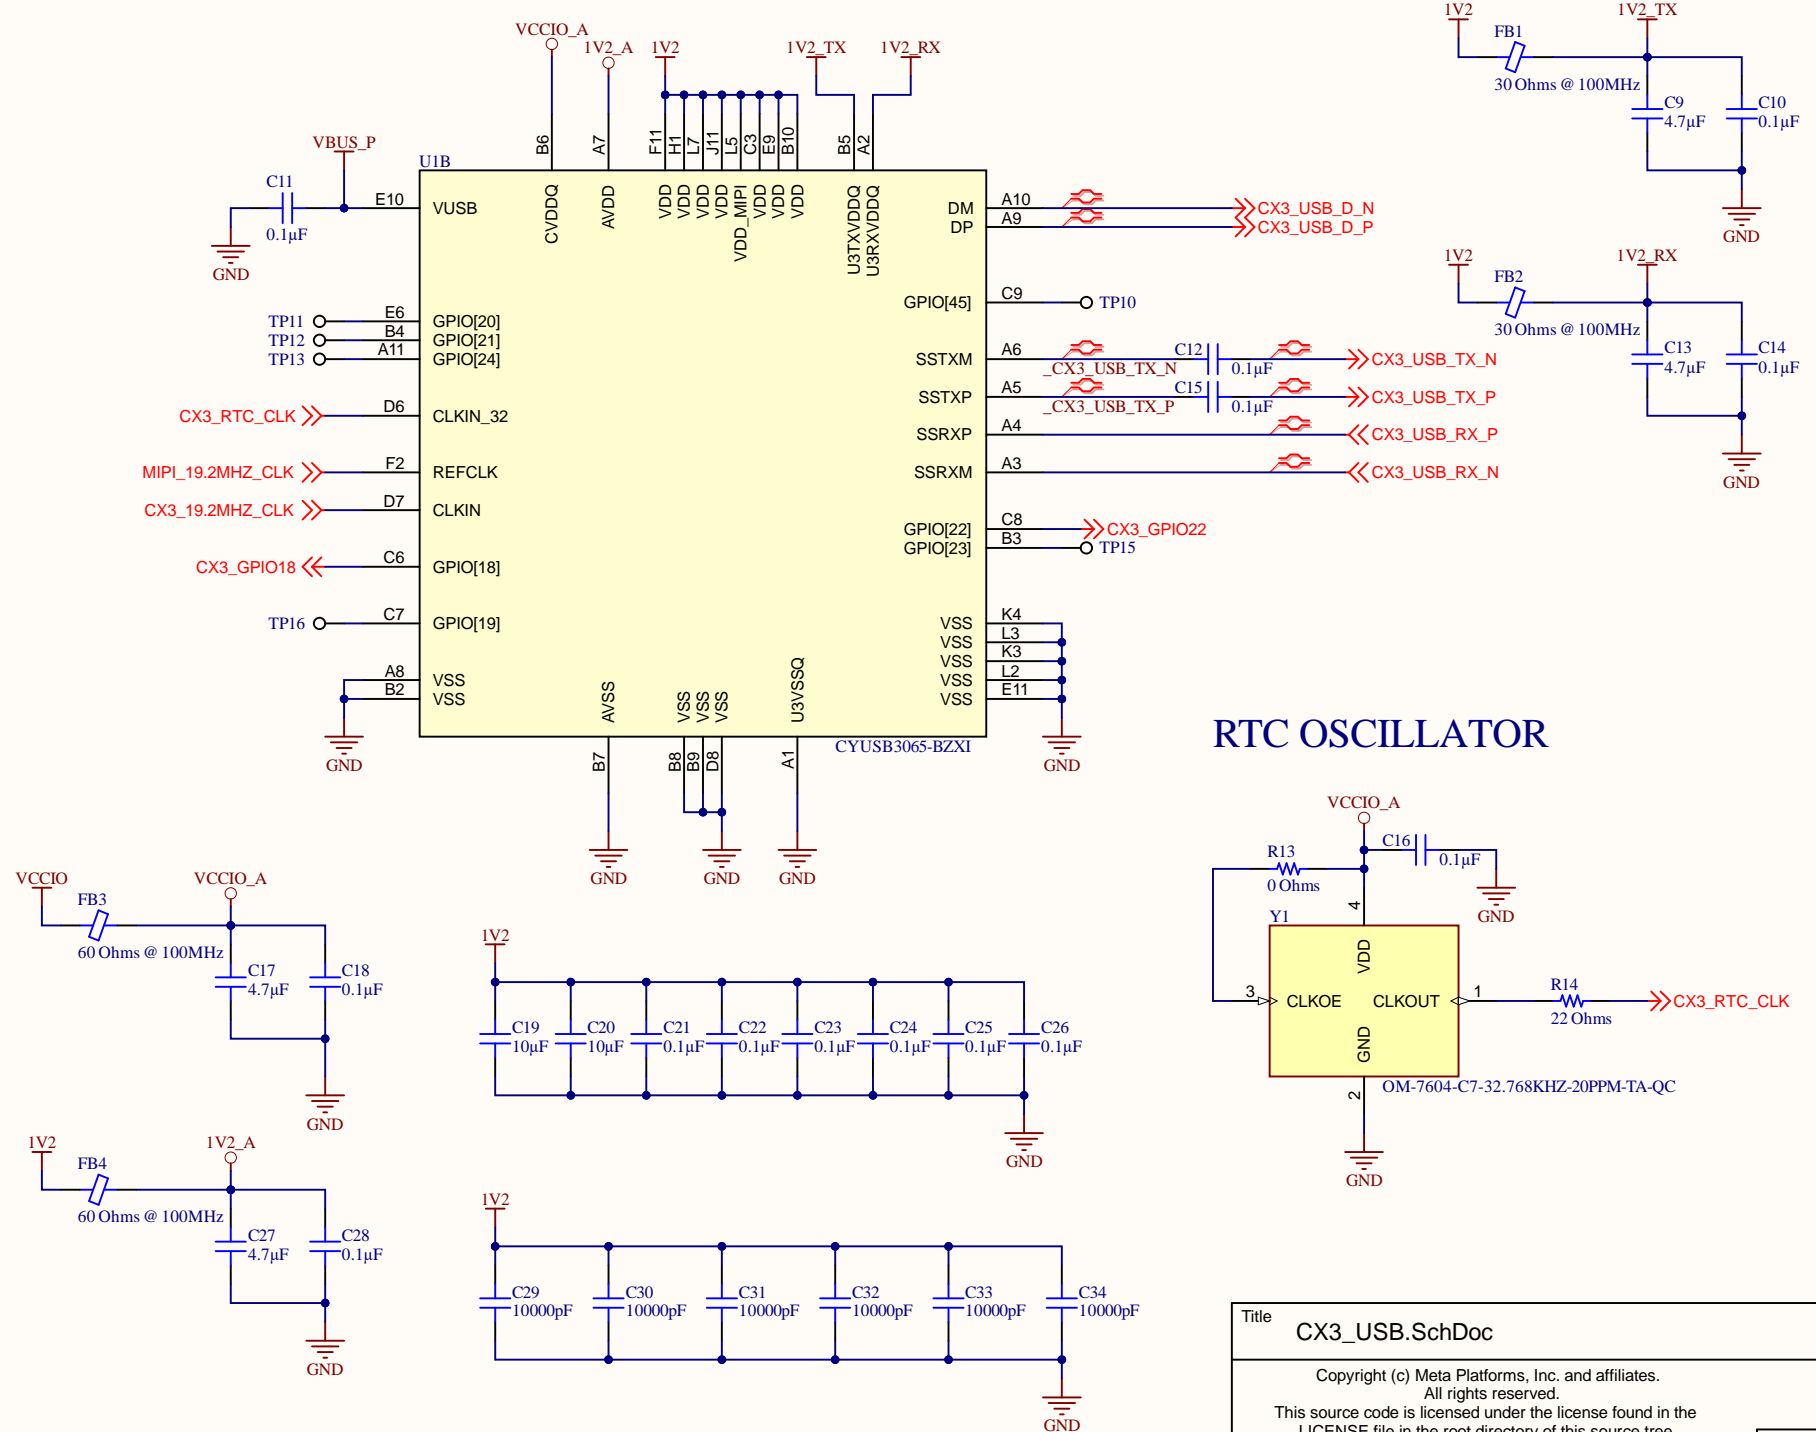 VCCIO_A
1V2_A
1V2
1V2_TX
1V2_RX
B6
A7
F11
H1
L7
J11
L5
C3
E9
B10
B5
A2
VBUS_P
C11
0.1µF
GND
U1B
CVDDQ
AVDD
VDD
VDD
VDD
VDD
VDD_MIPI
VDD
VDD
VDD
U3TXVDDQ
U3RXVDDQ
E10 VUSB
TP11 E6 GPIO[20]
TP12 B4 GPIO[21]
TP13 A11 GPIO[24]
CX3_RTC_CLK D6 CLKIN_32
MIPI_19.2MHZ_CLK F2 REFCLK
CX3_19.2MHZ_CLK D7 CLKIN
CX3_GPIO18 C6 GPIO[18]
TP16 C7 GPIO[19]
A8 VSS
B2 VSS
GND
DM A10 CX3_USB_D_N
DP A9 CX3_USB_D_P
GPIO[45] C9 TP10
SSTXM A6 C12 CX3_USB_TX_N
_CX3_USB_TX_N 0.1µF
SSTXP A5 C15 CX3_USB_TX_P
_CX3_USB_TX_P 0.1µF
SSRXP A4 CX3_USB_RX_P
SSRXM A3 CX3_USB_RX_N
GPIO[22] C8 CX3_GPIO22
GPIO[23] B3 TP15
VSS K4
VSS L3
VSS K3
VSS L2
VSS E11
GND
AVSS
VSS
VSS
VSS
U3VSSQ
CYUSB3065-BZXI
B7
B8
B9
D8
A1
GND
GND
GND
1V2
1V2_TX
FB1
30 Ohms @ 100MHz
C9
4.7µF
C10
0.1µF
GND
1V2
1V2_RX
FB2
30 Ohms @ 100MHz
C13
4.7µF
C14
0.1µF
GND
RTC OSCILLATOR
VCCIO_A
C16
0.1µF
GND
R13
0 Ohms
4
Y1
VDD
3 CLKOE
CLKOUT 1
GND
R14
22 Ohms
CX3_RTC_CLK
OM-7604-C7-32.768KHZ-20PPM-TA-QC
2
GND
VCCIO
VCCIO_A
FB3
60 Ohms @ 100MHz
C17
4.7µF
C18
0.1µF
GND
1V2
1V2_A
FB4
60 Ohms @ 100MHz
C27
4.7µF
C28
0.1µF
GND
1V2
C19 C20 C21 C22 C23 C24 C25 C26
10µF 10µF 0.1µF 0.1µF 0.1µF 0.1µF 0.1µF 0.1µF
GND
1V2
C29 C30 C31 C32 C33 C34
10000pF 10000pF 10000pF 10000pF 10000pF 10000pF
GND
Title
CX3_USB.SchDoc
Copyright (c) Meta Platforms, Inc. and affiliates.
All rights reserved.
This source code is licensed under the license found in the
LICENSE file in the root directory of this source tree